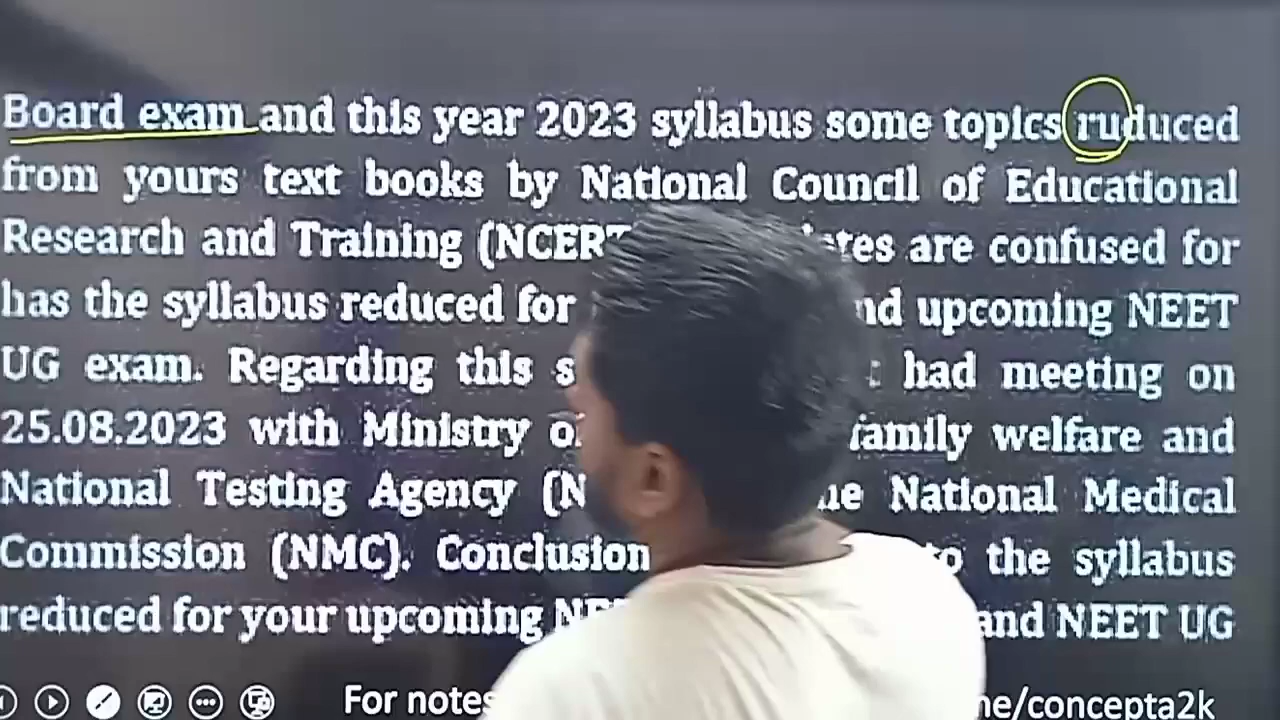 Board exam and this year 2023 syllabus some topics ruduced
from yours text books by National Council of Educational
Research and Training (NCERT are confused for
has the syllabus reduced for upcoming NEET
UG exam. Regarding this had meeting on
25.08.2023 with Ministry family welfare and
National Testing Agency National Medical
Commission (NMC). Conclusion to the syllabus
reduced for your upcoming and NEET UG
For notes /concepta2k